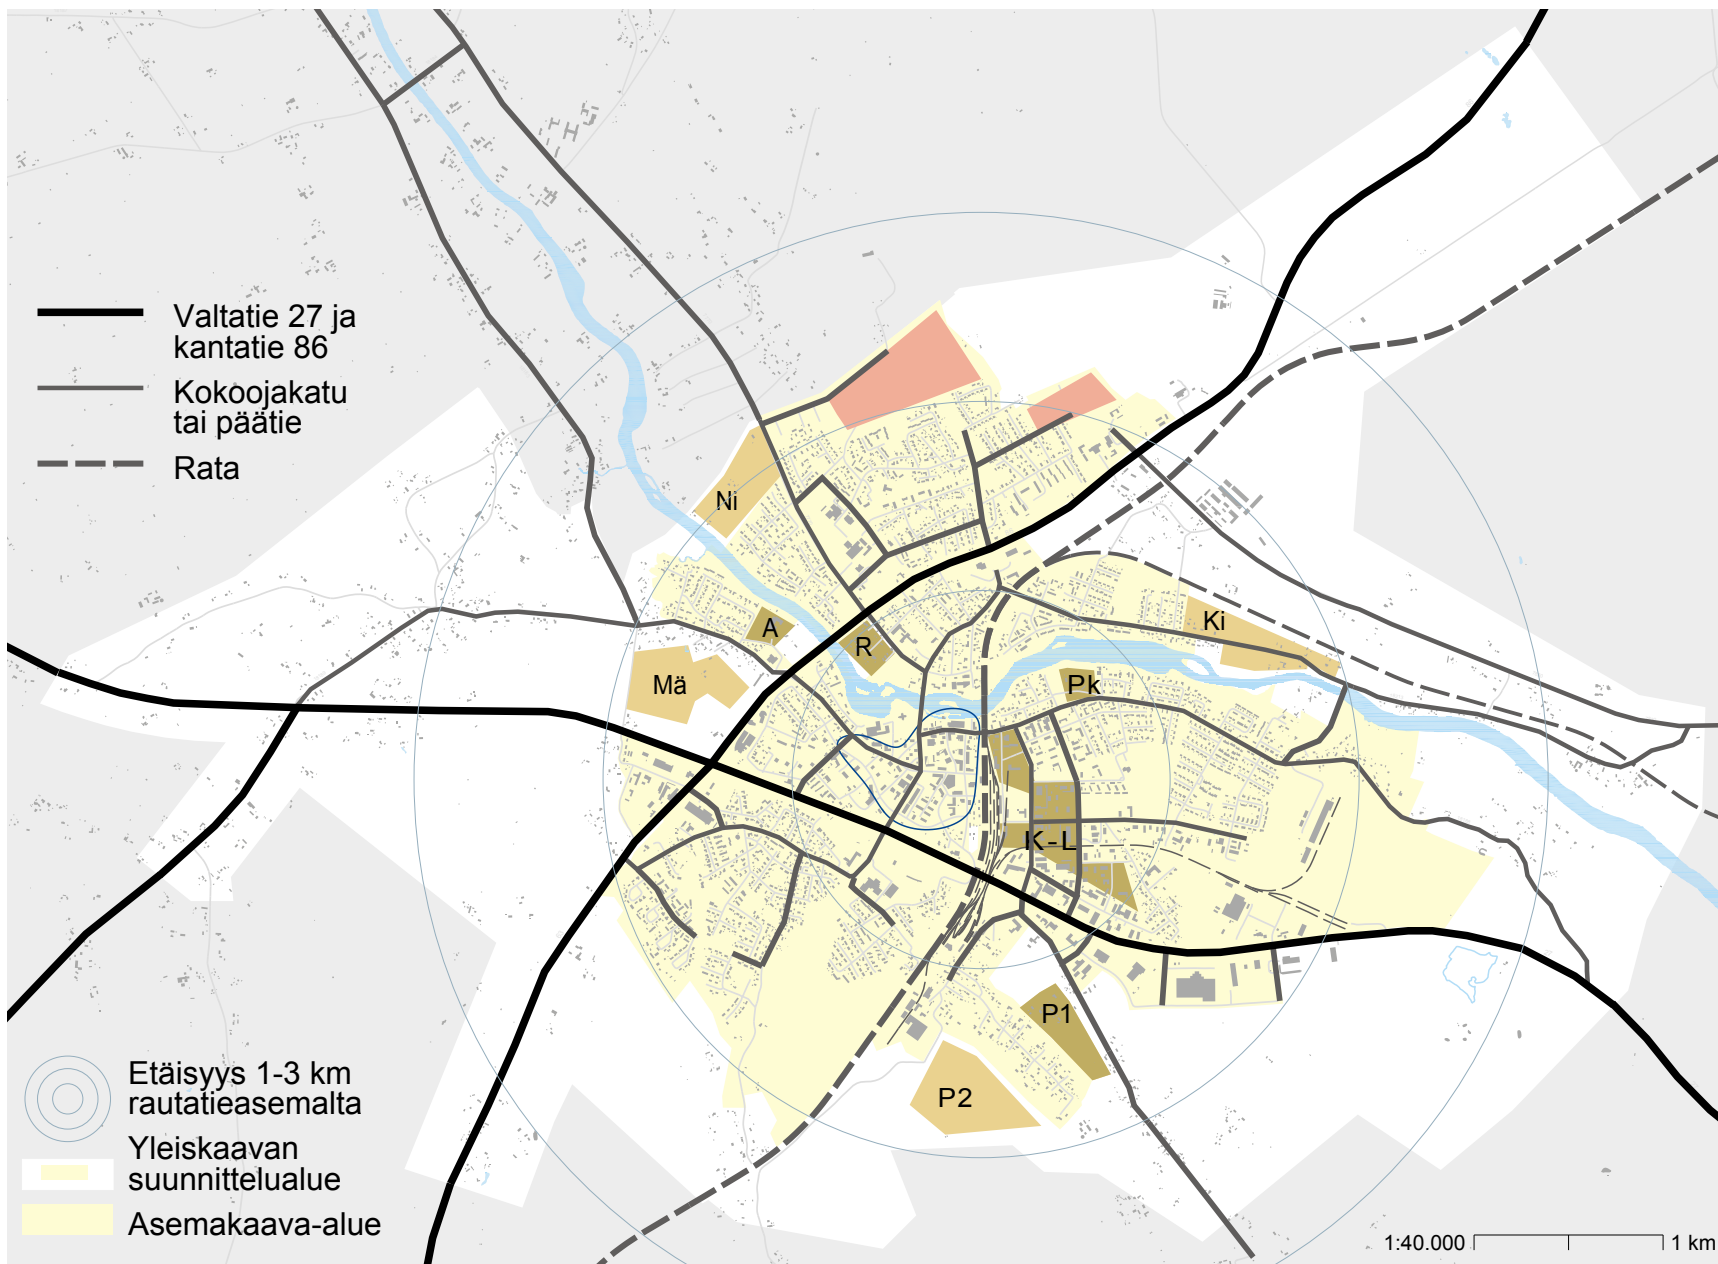 Valtatie 27 ja
kantatie 86
Kokoojakatu
tai päätie
Rata
Ni
A
R
Mä
Ki
Pk
K-L
P1
P2
Etäisyys 1-3 km
rautatieasemalta
Yleiskaavan
suunnittelualue
Asemakaava-alue
1:40.000
1 km